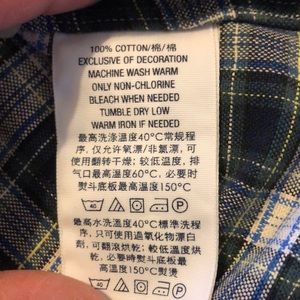 100% COTTON/棉/棉
EXCLUSIVE OF DECORATION
MACHINE WASH WARM
ONLY NON-CHLORINE
BLEACH WHEN NEEDED
TUMBLE DRY LOW
WARM IRON IF NEEDED
最高洗涤温度40°C常规程
序, 仅允许氧漂/非氯漂, 可
使用翻转干燥; 较低温度, 排
气口最高温度60°C, 必要时
熨斗底板最高温度150°C
40
最高水洗溫度40°C標準洗程
序, 只可使用過氧化物漂白
劑, 可翻滾烘乾; 較低溫度烘
乾, 必要時熨斗底板最高溫
度150°C熨燙
40